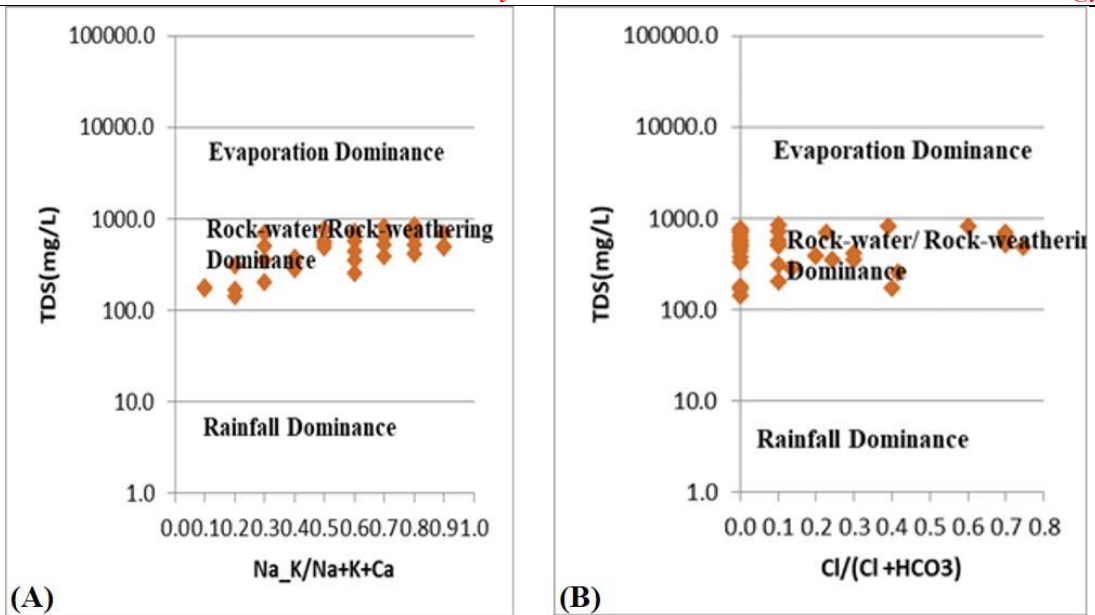 100000.0
10000.0
1000.0
100.0
10.0
1.0
TDS(mg/L)
Evaporation Dominance
Rock-water/Rock-weathering
Dominance
Rainfall Dominance
0.00.10.20.30.40.50.60.70.80.91.0
Na_K/Na+K+Ca
(A)
100000.0
10000.0
1000.0
100.0
10.0
1.0
TDS(mg/L)
Evaporation Dominance
Rock-water/ Rock-weatherin
Dominance
Rainfall Dominance
0.0 0.1 0.2 0.3 0.4 0.5 0.6 0.7 0.8
Cl/(Cl +HCO3)
(B)